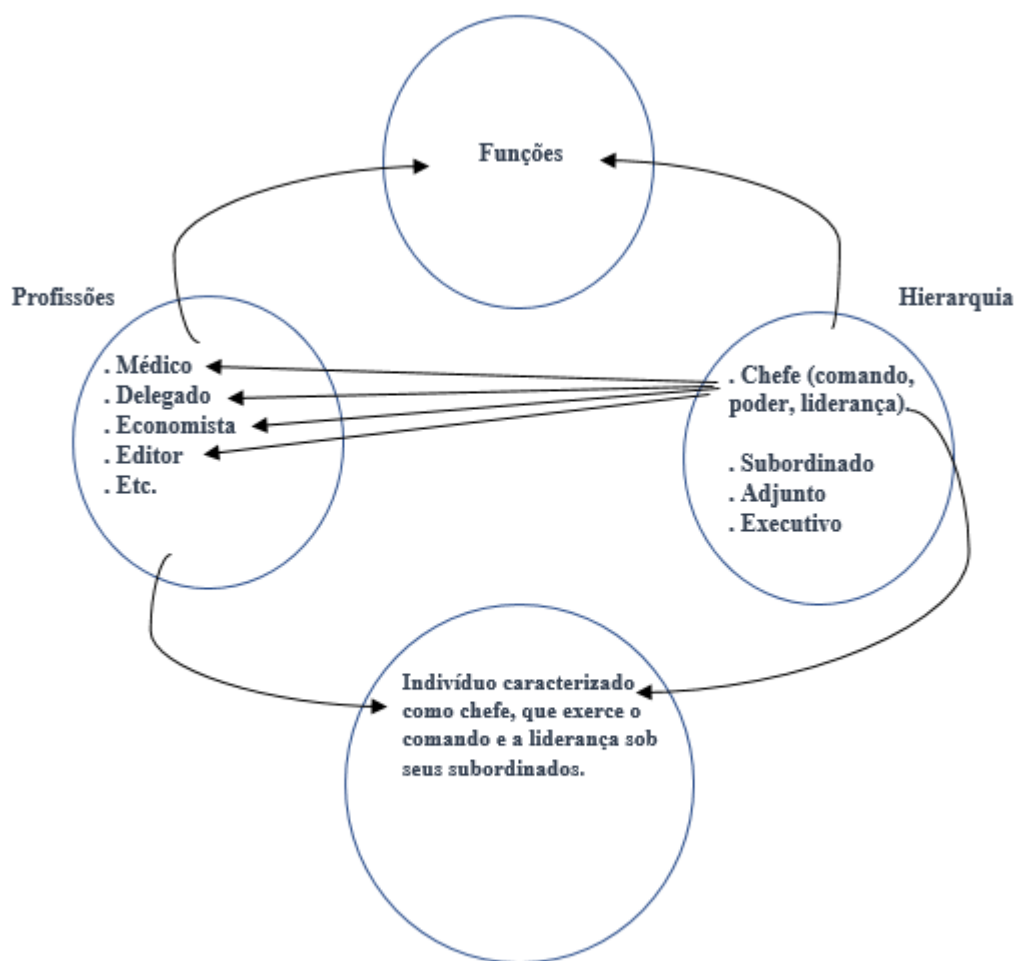 Funções
Profissões
Hierarquia
. Médico
. Delegado
. Economista
. Editor
. Etc.
. Chefe (comando,
poder, liderança).
. Subordinado
. Adjunto
. Executivo
Indivíduo caracterizado
como chefe, que exerce o
comando e a liderança sob
seus subordinados.